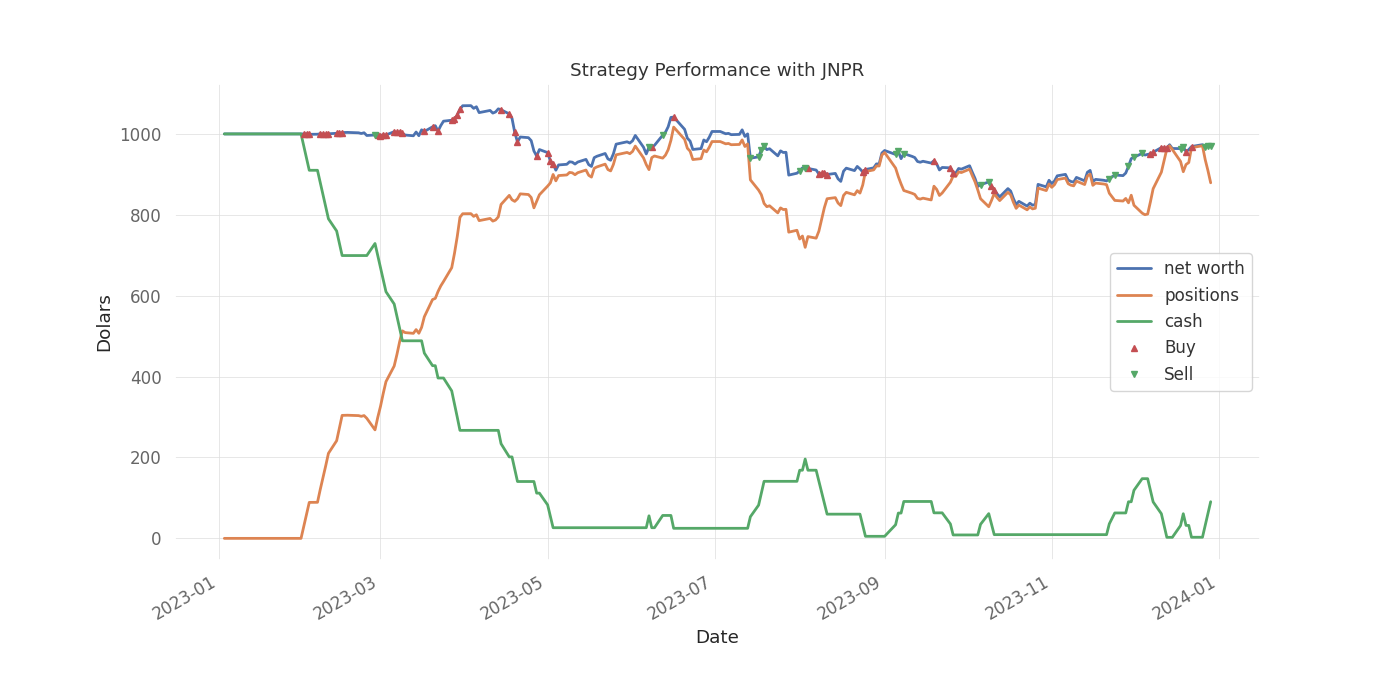 Strategy Performance with JNPR
Dolars
1000
800
600
400
200
0
net worth
positions
cash
Buy
Sell
2023-01
2023-03
2023-05
2023-07
2023-09
2023-11
2024-01
Date